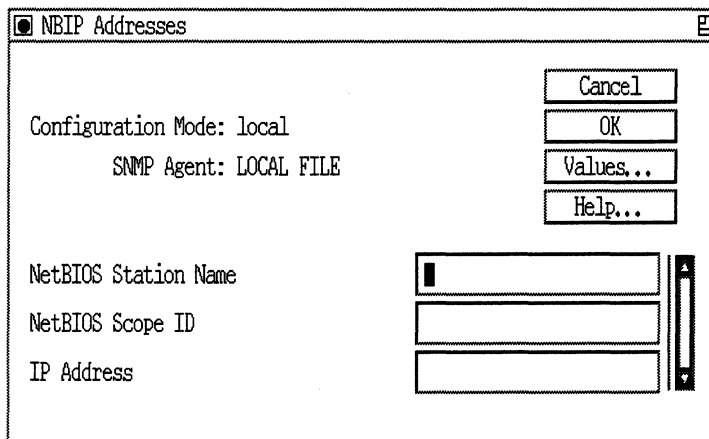 NBIP Addresses
Cancel
Configuration Mode: local
OK
SNMP Agent: LOCAL FILE
Values...
Help...
NetBIOS Station Name
NetBIOS Scope ID
IP Address